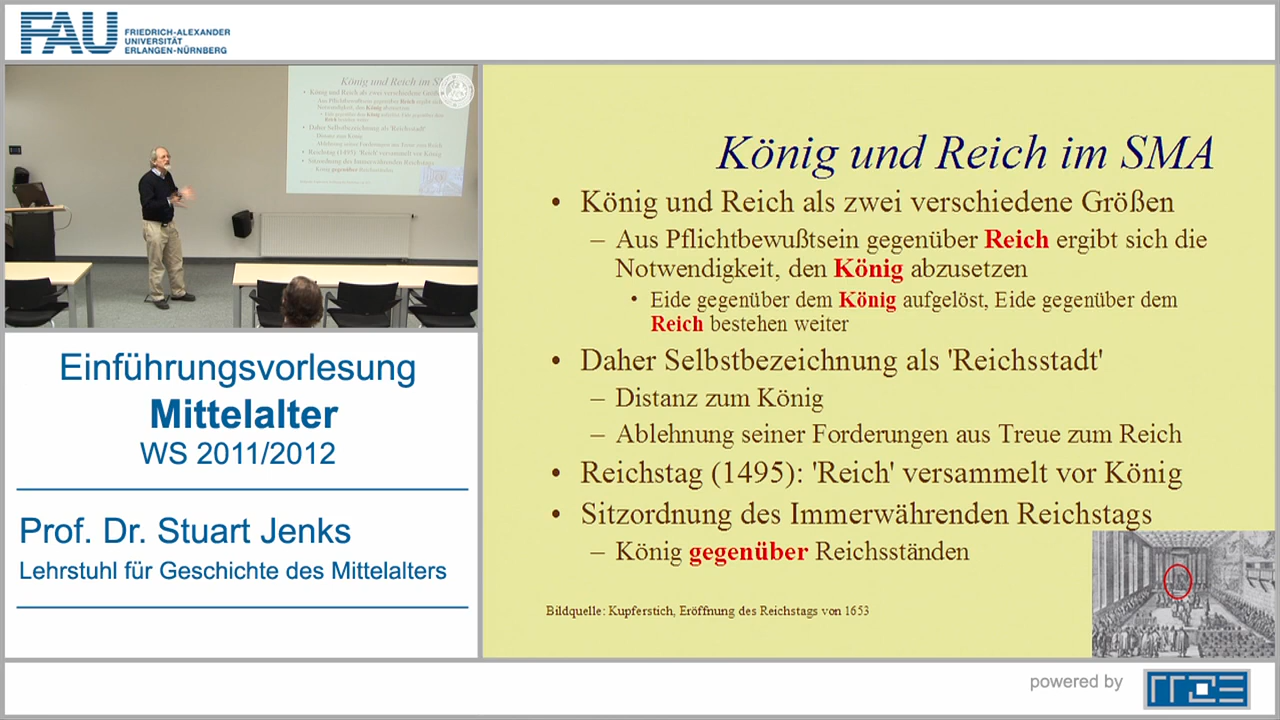 FAU
FRIEDRICH-ALEXANDER
UNIVERSITÄT
ERLANGEN-NÜRNBERG
König und Reich im SMA
• König und Reich als zwei verschiedene Größen
– Aus Pflichtbewußtsein gegenüber Reich ergibt sich die
Notwendigkeit, den König abzusetzen
• Eide gegenüber dem König aufgelöst, Eide gegenüber dem
Reich bestehen weiter
• Daher Selbstbezeichnung als 'Reichsstadt'
– Distanz zum König
– Ablehnung seiner Forderungen aus Treue zum Reich
• Reichstag (1495): 'Reich' versammelt vor König
• Sitzordnung des Immerwährenden Reichstags
– König gegenüber Reichsständen
Bildquelle: Kupferstich, Eröffnung des Reichstags von 1653
Einführungsvorlesung
Mittelalter
WS 2011/2012
Prof. Dr. Stuart Jenks
Lehrstuhl für Geschichte des Mittelalters
powered by